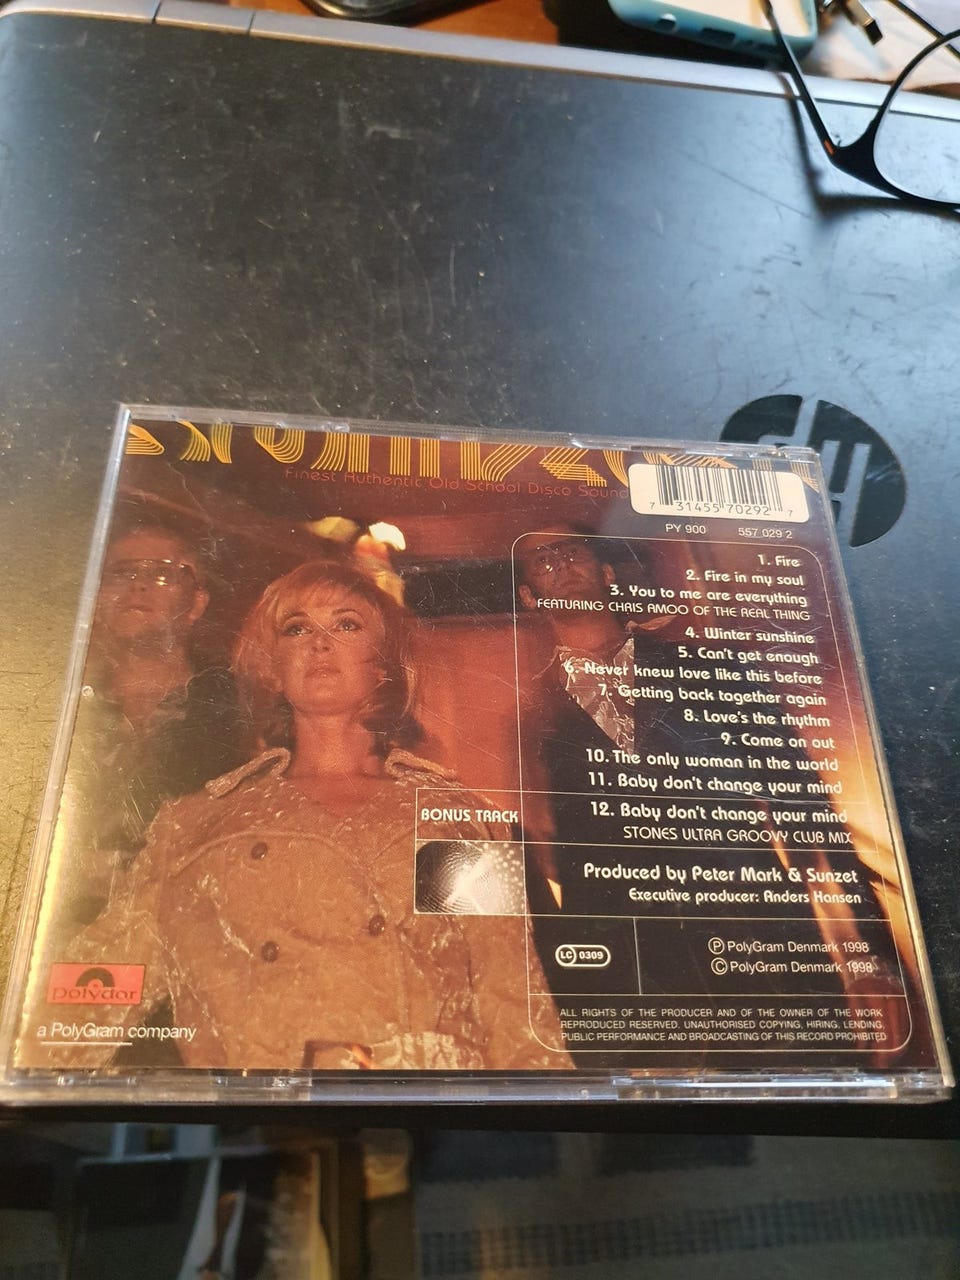 Finest Authentic Old School Disco Sound
7 31455 70292 7
PY 900 557 029 2
1. Fire
2. Fire in my soul
3. You to me are everything
FEATURING CHRIS AMOO OF THE REAL THING
4. Winter sunshine
5. Can't get enough
6. Never knew love like this before
7. Getting back together again
8. Love's the rhythm
9. Come on out
10. The only woman in the world
11. Baby don't change your mind
BONUS TRACK
12. Baby don't change your mind
STONES ULTRA GROOVY CLUB MIX
Produced by Peter Mark & Sunzet
Executive producer: Anders Hansen
LC 0309
Ⓟ PolyGram Denmark 1998
Ⓒ PolyGram Denmark 1998
polydor
a PolyGram company
ALL RIGHTS OF THE PRODUCER AND OF THE OWNER OF THE WORK
REPRODUCED RESERVED. UNAUTHORISED COPYING, HIRING, LENDING,
PUBLIC PERFORMANCE AND BROADCASTING OF THIS RECORD PROHIBITED
hp